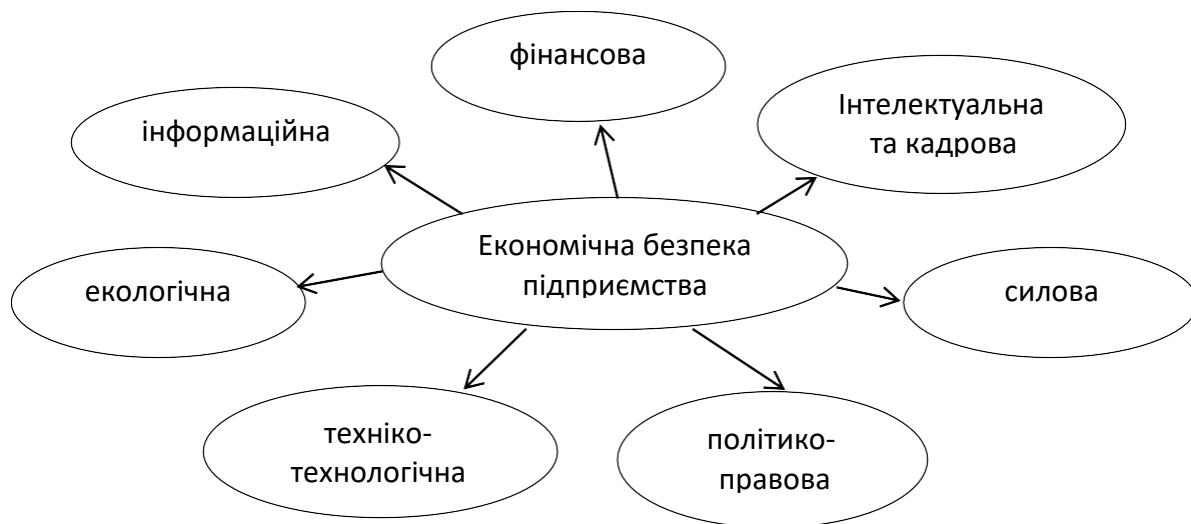 фінансова
Інтелектуальна
та кадрова
інформаційна
Економічна безпека
підприємства
екологічна
силова
техніко-
технологічна
політико-
правова